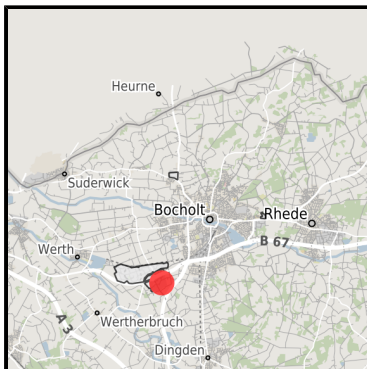 Heurne
Suderwick
Bocholt
Rhede
B 67
Werth
A 3
Wertherbruch
Dingden